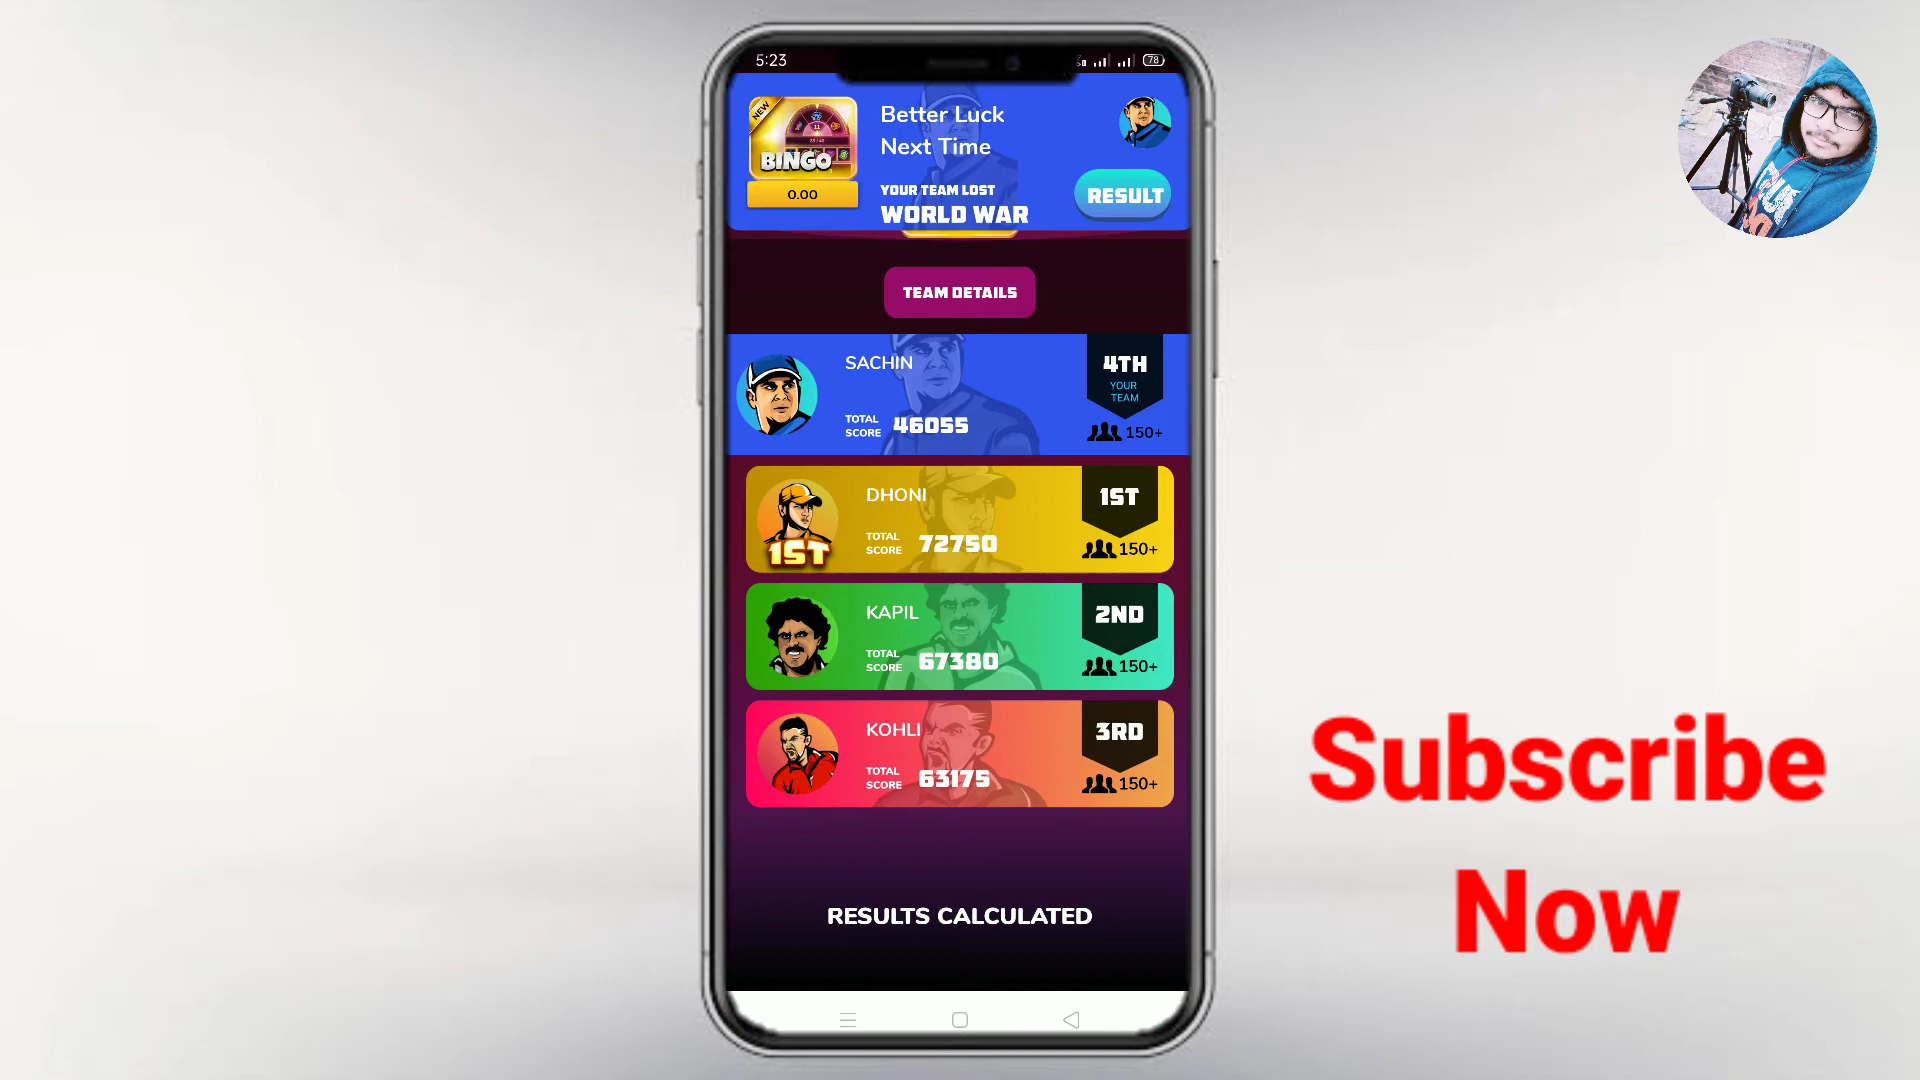 5:23
78
NEW
BINGO
0.00
Better Luck
Next Time
YOUR TEAM LOST
WORLD WAR
RESULT
TEAM DETAILS
SACHIN
TOTAL
SCORE
46055
4TH
YOUR
TEAM
150+
DHONI
1ST
TOTAL
SCORE
72750
1ST
150+
KAPIL
TOTAL
SCORE
67380
2ND
150+
KOHLI
TOTAL
SCORE
63175
3RD
150+
RESULTS CALCULATED
Subscribe
Now